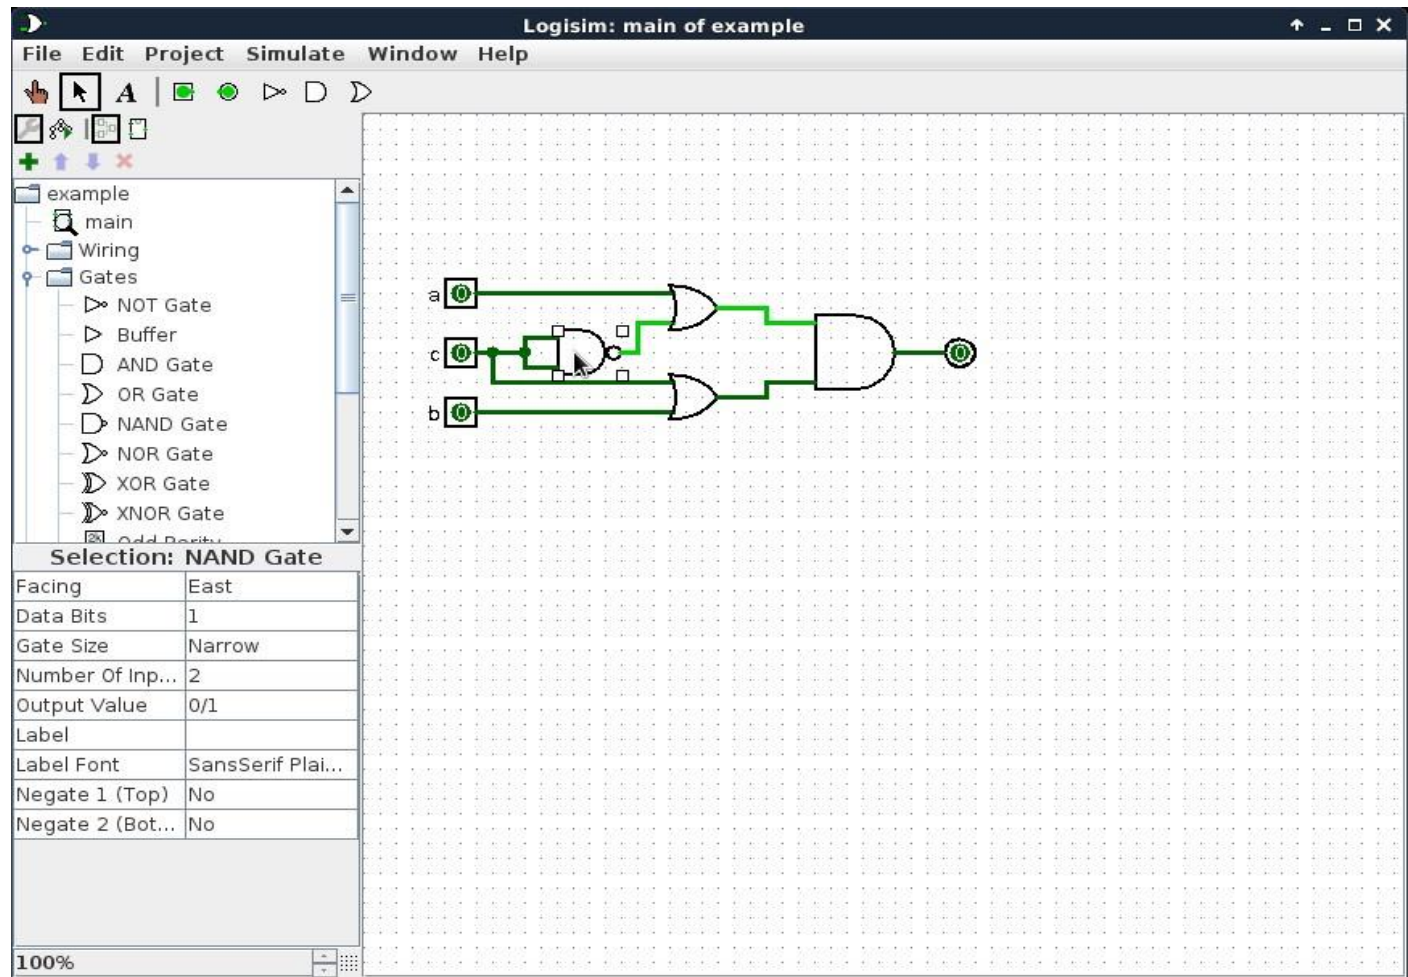 Logisim: main of example
File Edit Project Simulate Window Help
A
example
main
Wiring
Gates
NOT Gate
Buffer
AND Gate
OR Gate
NAND Gate
NOR Gate
XOR Gate
XNOR Gate
Odd Parity
Selection: NAND Gate
Facing East
Data Bits 1
Gate Size Narrow
Number Of Inp... 2
Output Value 0/1
Label
Label Font SansSerif Plai...
Negate 1 (Top) No
Negate 2 (Bot... No
100%
a 0
c 0 0
b 0